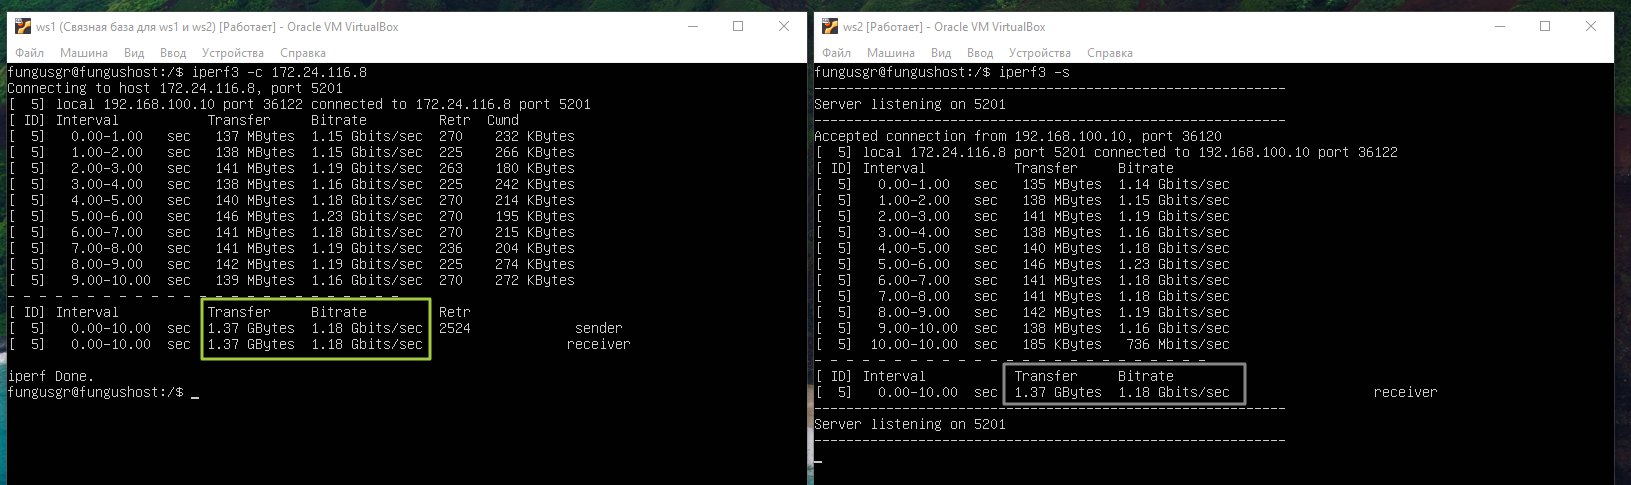 ws1 (Связная база для ws1 и ws2) [Работает] - Oracle VM VirtualBox
Файл Машина Вид Ввод Устройства Справка
fungusgr@fungushost:/$ iperf3 -c 172.24.116.8
Connecting to host 172.24.116.8, port 5201
[  5] local 192.168.100.10 port 36122 connected to 172.24.116.8 port 5201
[ ID] Interval           Transfer     Bitrate         Retr  Cwnd
[  5]   0.00-1.00   sec   137 MBytes  1.15 Gbits/sec  270    232 KBytes
[  5]   1.00-2.00   sec   138 MBytes  1.15 Gbits/sec  225    266 KBytes
[  5]   2.00-3.00   sec   141 MBytes  1.19 Gbits/sec  263    180 KBytes
[  5]   3.00-4.00   sec   138 MBytes  1.16 Gbits/sec  225    242 KBytes
[  5]   4.00-5.00   sec   140 MBytes  1.18 Gbits/sec  270    214 KBytes
[  5]   5.00-6.00   sec   146 MBytes  1.23 Gbits/sec  270    195 KBytes
[  5]   6.00-7.00   sec   141 MBytes  1.18 Gbits/sec  270    215 KBytes
[  5]   7.00-8.00   sec   141 MBytes  1.19 Gbits/sec  236    204 KBytes
[  5]   8.00-9.00   sec   142 MBytes  1.19 Gbits/sec  225    274 KBytes
[  5]   9.00-10.00  sec   139 MBytes  1.16 Gbits/sec  270    272 KBytes
- - - - - - - - - - - - - - - - - - - - - - - - -
[ ID] Interval           Transfer     Bitrate         Retr
[  5]   0.00-10.00  sec  1.37 GBytes  1.18 Gbits/sec  2524             sender
[  5]   0.00-10.00  sec  1.37 GBytes  1.18 Gbits/sec                  receiver
iperf Done.
fungusgr@fungushost:/$ _
ws2 [Работает] - Oracle VM VirtualBox
Файл Машина Вид Ввод Устройства Справка
fungusgr@fungushost:/$ iperf3 -s
-----------------------------------------------------------
Server listening on 5201
-----------------------------------------------------------
Accepted connection from 192.168.100.10, port 36120
[  5] local 172.24.116.8 port 5201 connected to 192.168.100.10 port 36122
[ ID] Interval           Transfer     Bitrate
[  5]   0.00-1.00   sec   135 MBytes  1.14 Gbits/sec
[  5]   1.00-2.00   sec   138 MBytes  1.15 Gbits/sec
[  5]   2.00-3.00   sec   141 MBytes  1.19 Gbits/sec
[  5]   3.00-4.00   sec   138 MBytes  1.16 Gbits/sec
[  5]   4.00-5.00   sec   140 MBytes  1.18 Gbits/sec
[  5]   5.00-6.00   sec   146 MBytes  1.23 Gbits/sec
[  5]   6.00-7.00   sec   141 MBytes  1.18 Gbits/sec
[  5]   7.00-8.00   sec   141 MBytes  1.18 Gbits/sec
[  5]   8.00-9.00   sec   142 MBytes  1.19 Gbits/sec
[  5]   9.00-10.00  sec   138 MBytes  1.16 Gbits/sec
[  5]  10.00-10.00  sec   185 KBytes   736 Mbits/sec
- - - - - - - - - - - - - - - - - - - - - - - - -
[ ID] Interval           Transfer     Bitrate
[  5]   0.00-10.00  sec  1.37 GBytes  1.18 Gbits/sec                  receiver
-----------------------------------------------------------
Server listening on 5201
-----------------------------------------------------------
_